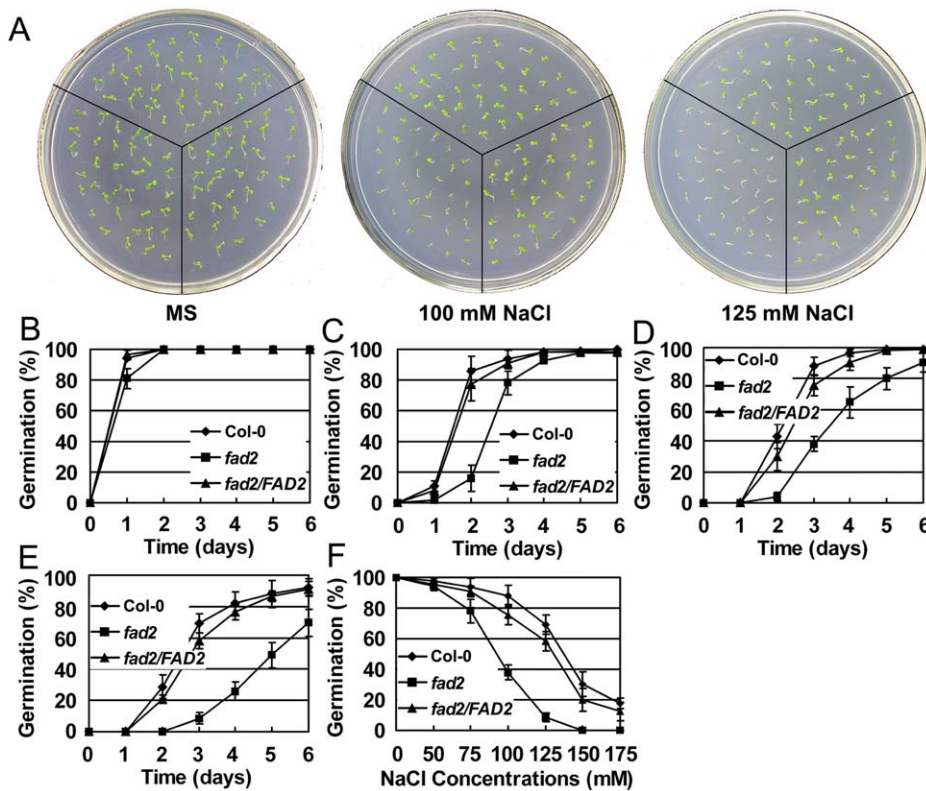 A
MS
100 mM NaCl
125 mM NaCl
B
Germination (%)
100
80
60
40
20
0
0 1 2 3 4 5 6
Time (days)
Col-0
fad2
fad2/FAD2
C
Germination (%)
100
80
60
40
20
0
0 1 2 3 4 5 6
Time (days)
Col-0
fad2
fad2/FAD2
D
Germination (%)
100
80
60
40
20
0
0 1 2 3 4 5 6
Time (days)
Col-0
fad2
fad2/FAD2
E
Germination (%)
100
80
60
40
20
0
0 1 2 3 4 5 6
Time (days)
Col-0
fad2
fad2/FAD2
F
Germination (%)
100
80
60
40
20
0
0 50 75 100 125 150 175
NaCl Concentrations (mM)
Col-0
fad2
fad2/FAD2